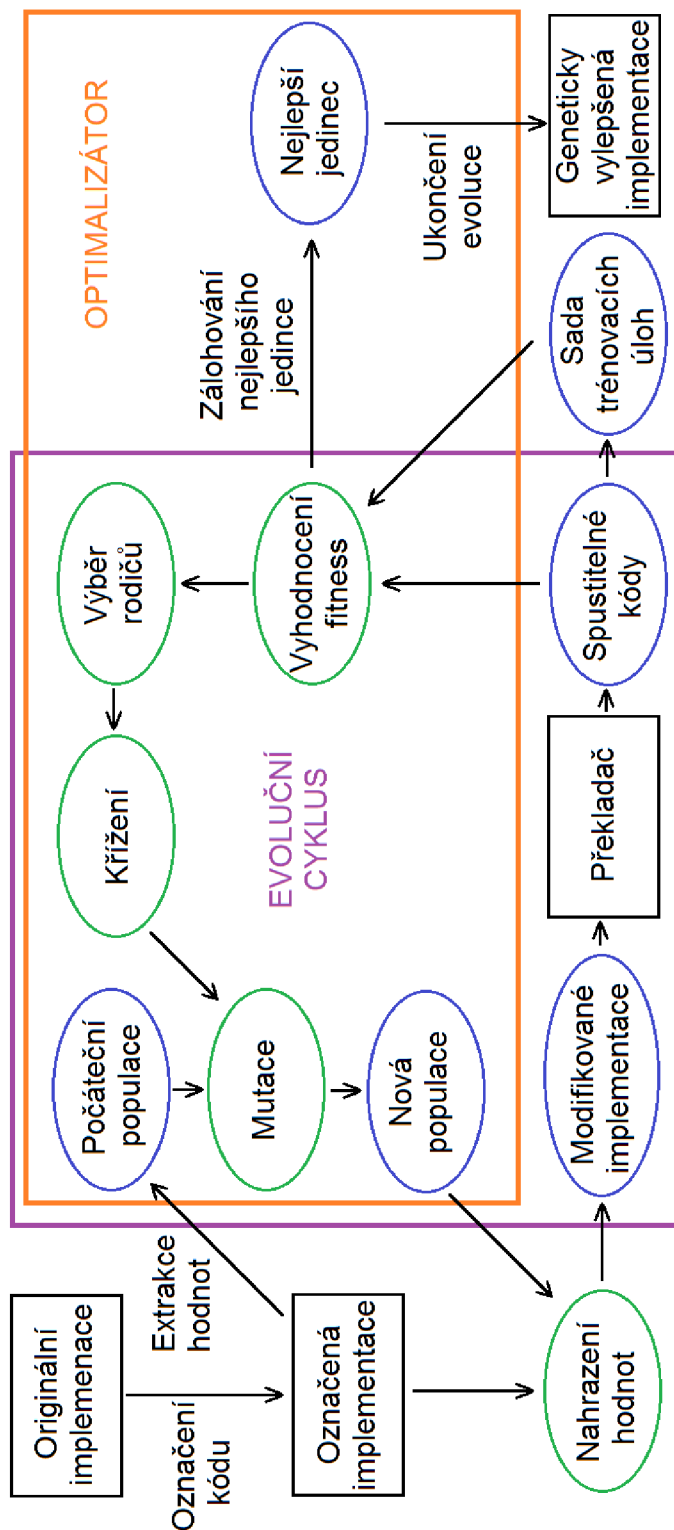 Originální
implemenace
Označení
kódu
Extrakce
hodnot
Označená
implementace
Nahrazení
hodnot
Počáteční
populace
Mutace
Nová
populace
Modifikované
implementace
Křížení
EVOLUČNÍ
CYKLUS
Překladač
Výběr
rodičů
Vyhodnocení
fitness
Spustitelné
kódy
OPTIMALIZÁTOR
Zálohování
nejlepšího
jedince
Sada
trénovacích
úloh
Nejlepší
jedinec
Ukončení
evoluce
Geneticky
vylepšená
implementace